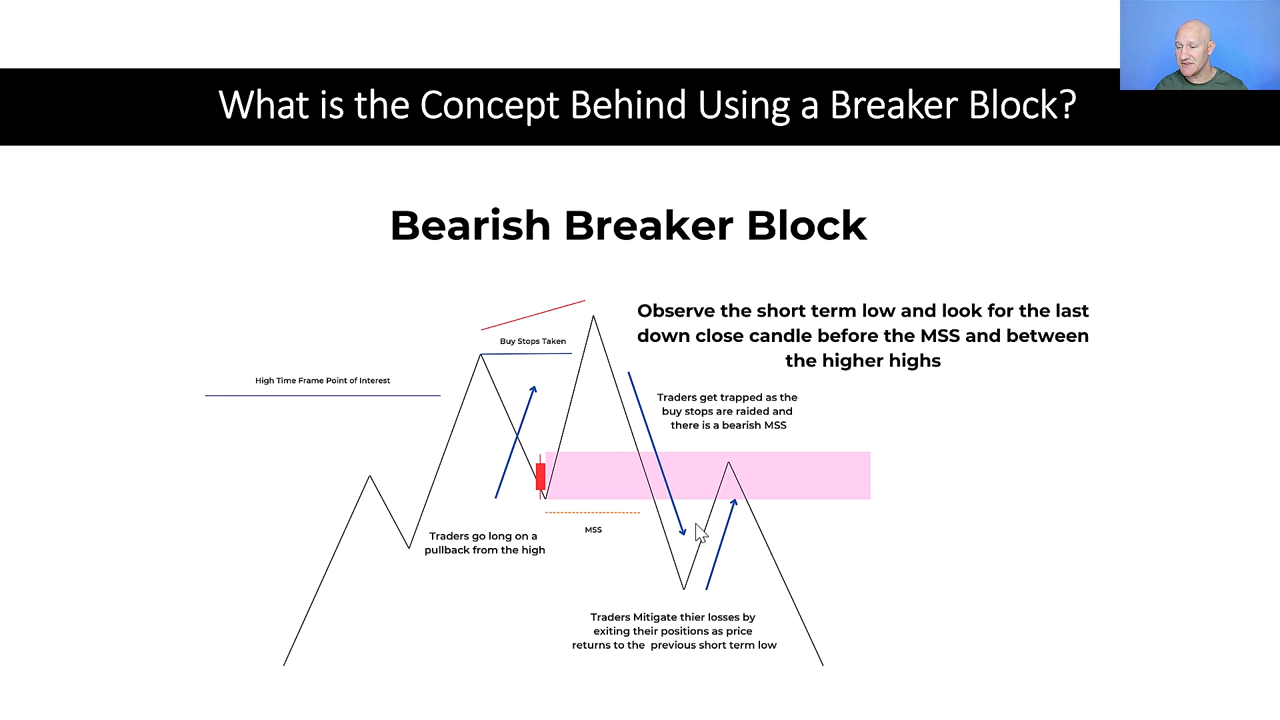 What is the Concept Behind Using a Breaker Block?
Bearish Breaker Block
Observe the short term low and look for the last
down close candle before the MSS and between
the higher highs
Buy Stops Taken
High Time Frame Point of Interest
Traders get trapped as the
buy stops are raided and
there is a bearish MSS
MSS
Traders go long on a
pullback from the high
Traders Mitigate thier losses by
exiting their positions as price
returns to the previous short term low